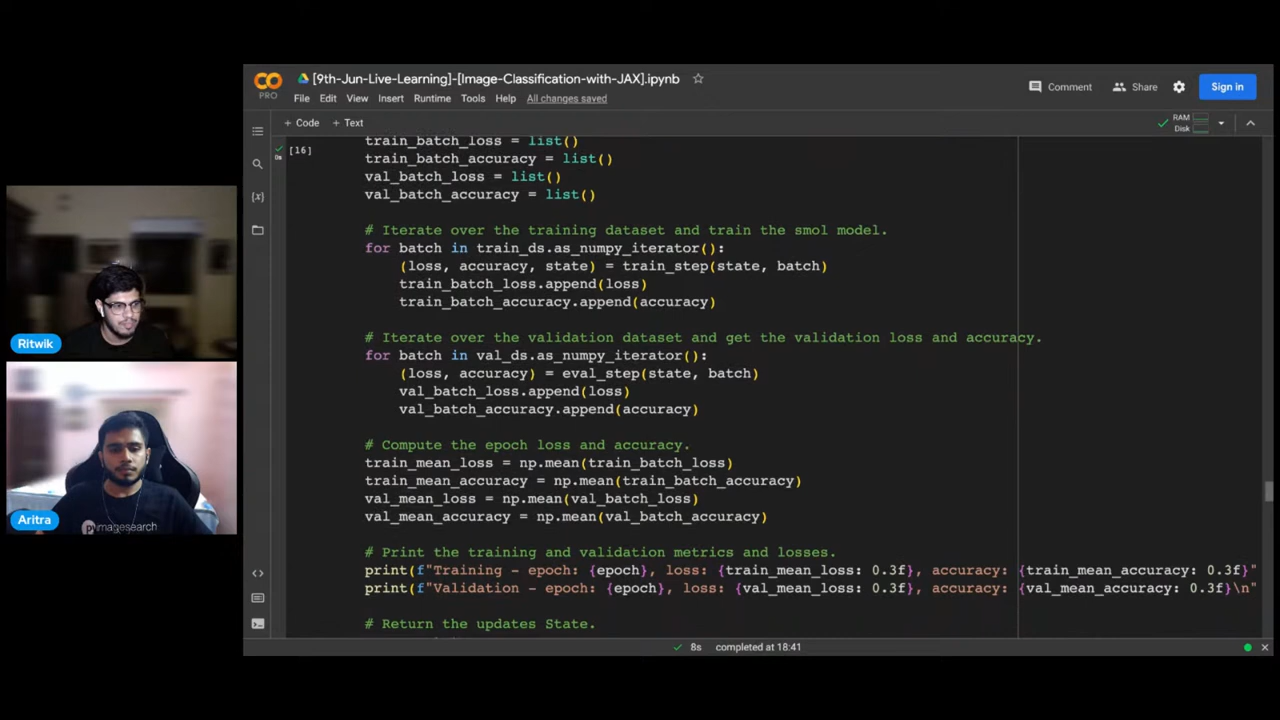 [9th-Jun-Live-Learning]-[Image-Classification-with-JAX].ipynb
PRO
File Edit View Insert Runtime Tools Help All changes saved
Comment Share Sign in
+ Code + Text
RAM
Disk
[16]
0s
train_batch_loss = list()
train_batch_accuracy = list()
val_batch_loss = list()
val_batch_accuracy = list()
# Iterate over the training dataset and train the smol model.
for batch in train_ds.as_numpy_iterator():
(loss, accuracy, state) = train_step(state, batch)
train_batch_loss.append(loss)
train_batch_accuracy.append(accuracy)
# Iterate over the validation dataset and get the validation loss and accuracy.
for batch in val_ds.as_numpy_iterator():
(loss, accuracy) = eval_step(state, batch)
val_batch_loss.append(loss)
val_batch_accuracy.append(accuracy)
# Compute the epoch loss and accuracy.
train_mean_loss = np.mean(train_batch_loss)
train_mean_accuracy = np.mean(train_batch_accuracy)
val_mean_loss = np.mean(val_batch_loss)
val_mean_accuracy = np.mean(val_batch_accuracy)
# Print the training and validation metrics and losses.
print(f"Training - epoch: {epoch}, loss: {train_mean_loss: 0.3f}, accuracy: {train_mean_accuracy: 0.3f}"
print(f"Validation - epoch: {epoch}, loss: {val_mean_loss: 0.3f}, accuracy: {val_mean_accuracy: 0.3f}\n"
# Return the updates State.
8s completed at 18:41
Ritwik
Aritra
pyimagesearch